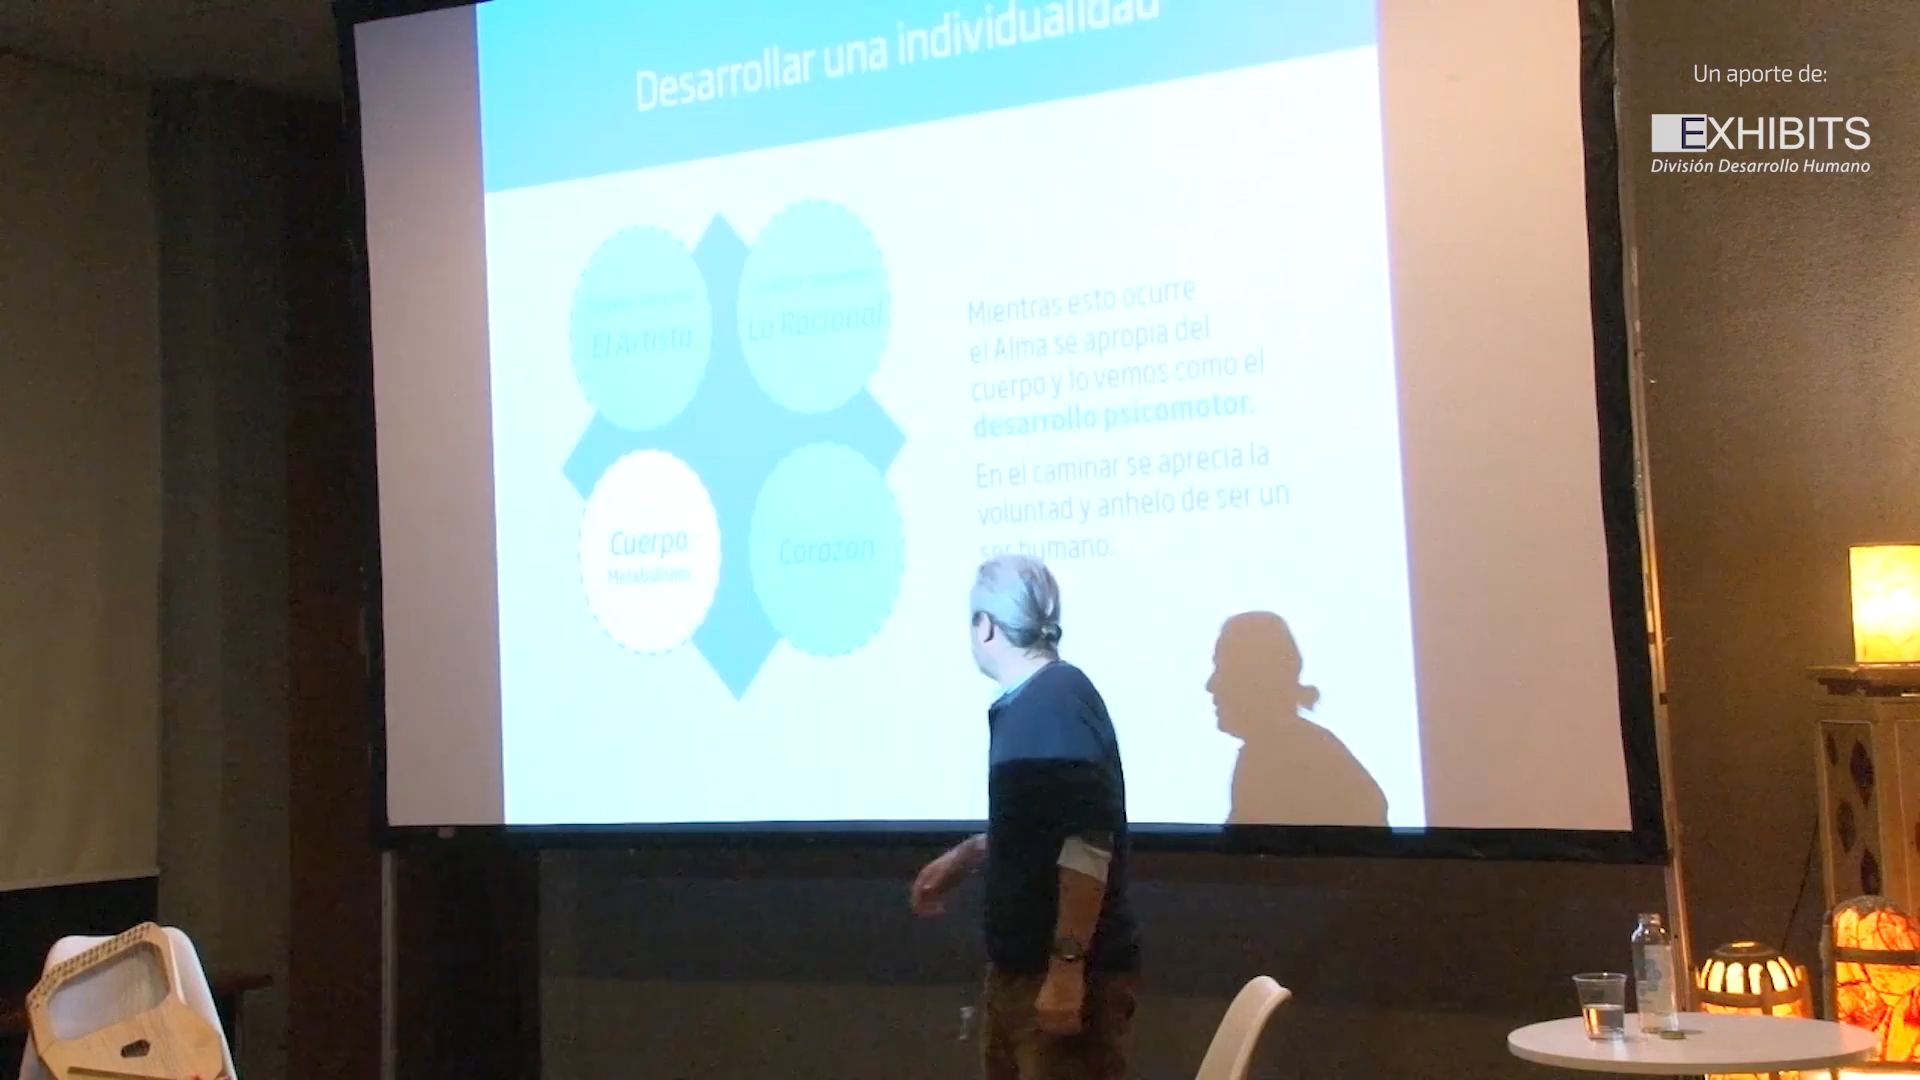 Desarrollar una individualidad
Un aporte de:
EXHIBITS
División Desarrollo Humano
El Artista
Lo Racional
Cuerpo
Metabolismo
Corazón
Mientras esto ocurre
el Alma se apropia del
cuerpo y lo vemos como el
desarrollo psicomotor.
En el caminar se aprecia la
voluntad y anhelo de ser un
ser humano.